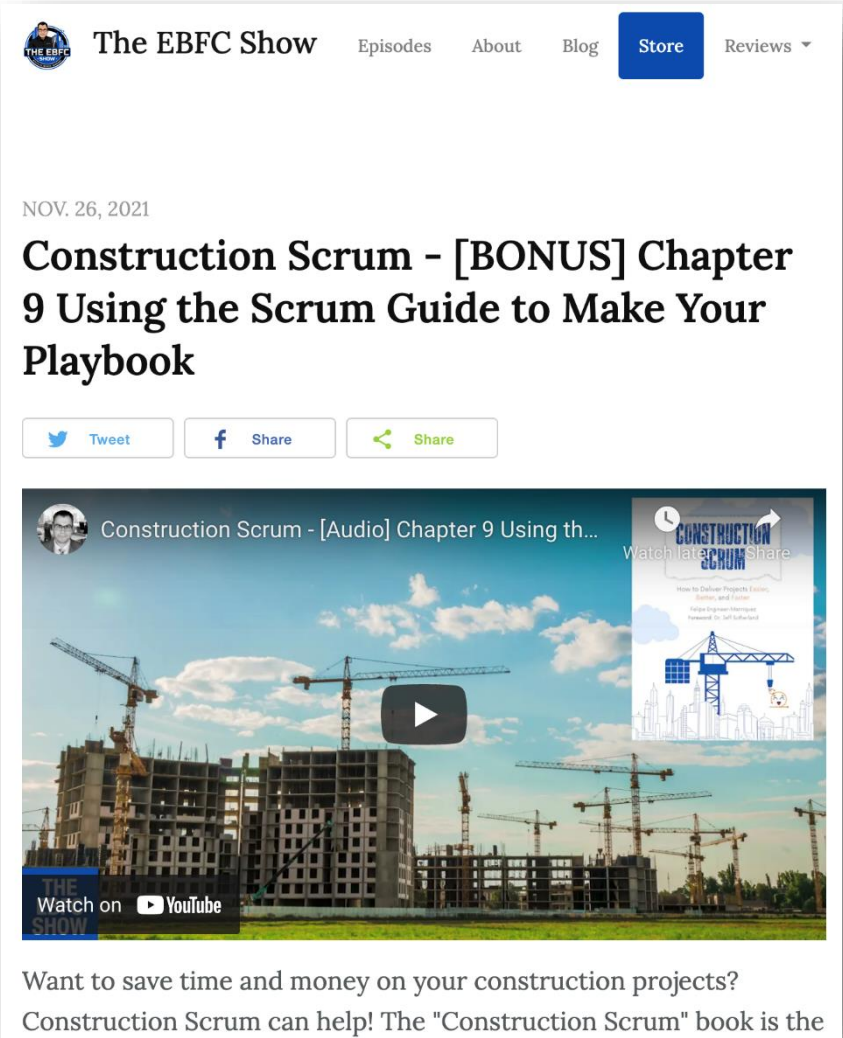 THE EBFC
SHOW
The EBFC Show
Episodes
About
Blog
Store
Reviews
NOV. 26, 2021
Construction Scrum - [BONUS] Chapter
9 Using the Scrum Guide to Make Your
Playbook
Tweet
Share
Share
Construction Scrum - [Audio] Chapter 9 Using th...
Watch later
Share
CONSTRUCTION
SCRUM
How to Deliver Projects Easier,
Better, and Faster
Felipe Engineer-Manriquez
Foreword: Dr. Jeff Sutherland
THE
SHOW
Watch on YouTube
Want to save time and money on your construction projects?
Construction Scrum can help! The "Construction Scrum" book is the